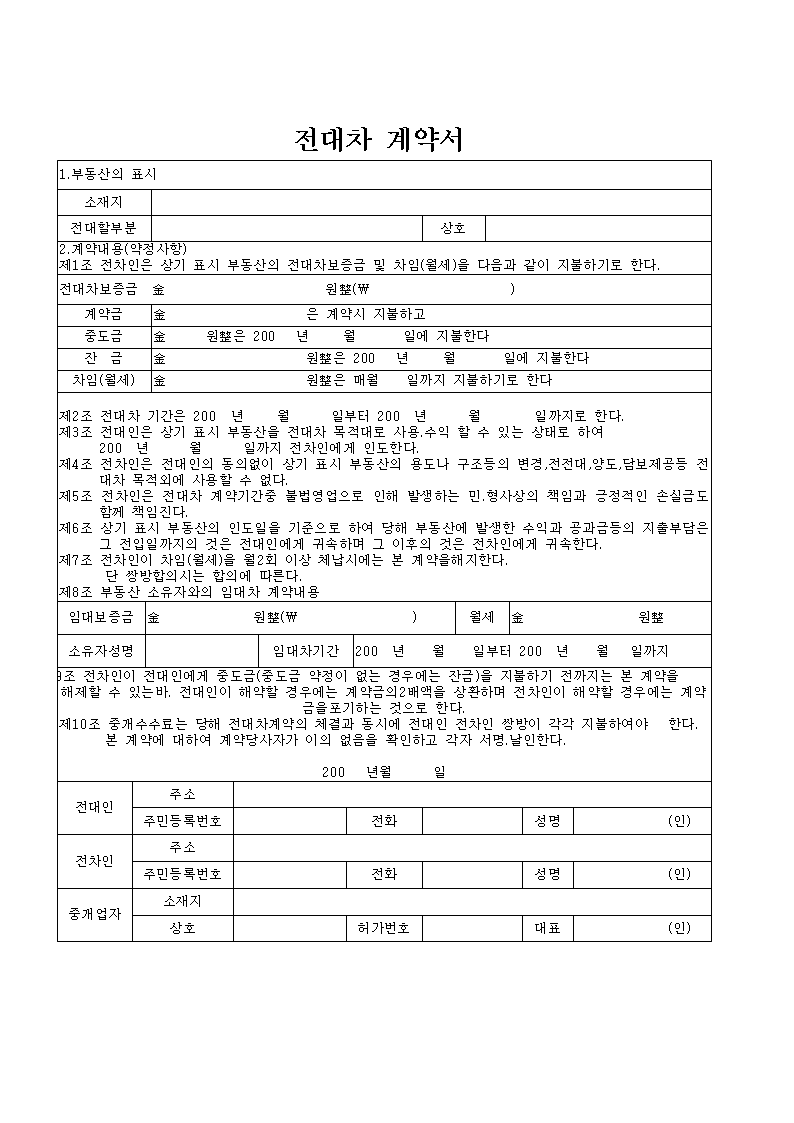 전대차 계약서
1.부동산의 표시
소재지
전대할부분 상호
2.계약내용(약정사항)
제1조 전차인은 상기 표시 부동산의 전대차보증금 및 차임(월세)을 다음과 같이 지불하기로 한다.
전대차보증금 金 원整(₩ )
계약금 金 은 계약시 지불하고
중도금 金 원整은 200 년 월 일에 지불한다
잔 금 金 원整은 200 년 월 일에 지불한다
차임(월세) 金 원整은 매월 일까지 지불하기로 한다
제2조 전대차 기간은 200 년 월 일부터 200 년 월 일까지로 한다.
제3조 전대인은 상기 표시 부동산을 전대차 목적대로 사용.수익 할 수 있는 상태로 하여
200 년 월 일까지 전차인에게 인도한다.
제4조 전차인은 전대인의 동의없이 상기 표시 부동산의 용도나 구조등의 변경,전전대,양도,담보제공등 전
대차 목적외에 사용할 수 없다.
제5조 전차인은 전대차 계약기간중 불법영업으로 인해 발생하는 민.형사상의 책임과 긍정적인 손실금도
함께 책임진다.
제6조 상기 표시 부동산의 인도일을 기준으로 하여 당해 부동산에 발생한 수익과 공과금등의 지출부담은
그 전입일까지의 것은 전대인에게 귀속하며 그 이후의 것은 전차인에게 귀속한다.
제7조 전차인이 차임(월세)을 월2회 이상 체납시에는 본 계약을해지한다.
단 쌍방합의시는 합의에 따른다.
제8조 부동산 소유자와의 임대차 계약내용
임대보증금 金 원整(₩ ) 월세 金 원整
소유자성명 임대차기간 200 년 월 일부터 200 년 월 일까지
9조 전차인이 전대인에게 중도금(중도금 약정이 없는 경우에는 잔금)을 지불하기 전까지는 본 계약을
해제할 수 있는바. 전대인이 해약할 경우에는 계약금의2배액을 상환하며 전차인이 해약할 경우에는 계약
금을포기하는 것으로 한다.
제10조 중개수수료는 당해 전대차계약의 체결과 동시에 전대인 전차인 쌍방이 각각 지불하여야 한다.
본 계약에 대하여 계약당사자가 이의 없음을 확인하고 각자 서명.날인한다.
200 년월 일
전대인 주소
주민등록번호 전화 성명 (인)
전차인 주소
주민등록번호 전화 성명 (인)
중개업자 소재지
상호 허가번호 대표 (인)